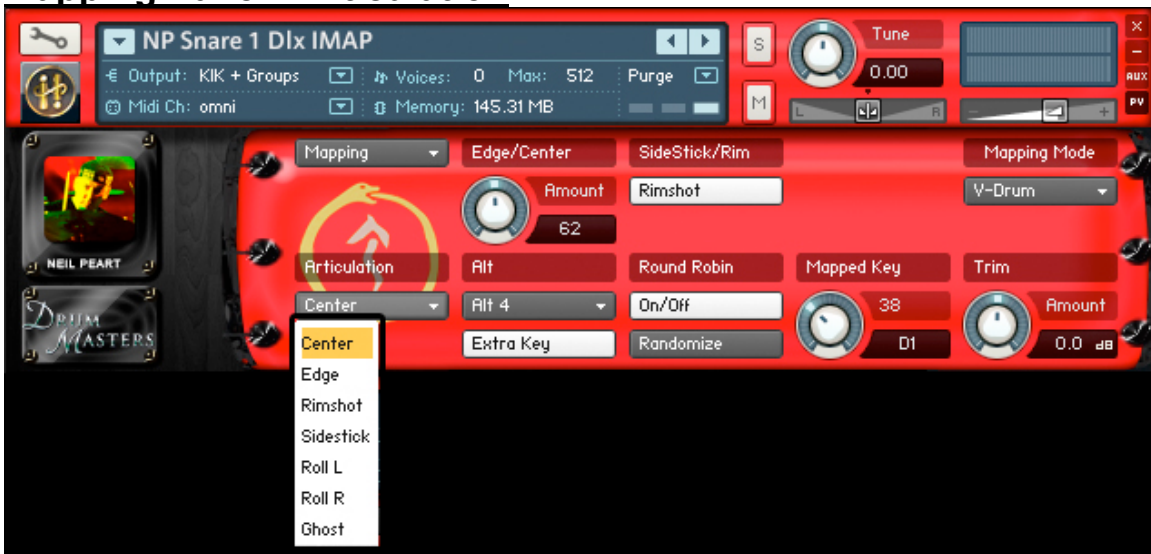 NP Snare 1 Dlx IMAP
S
Tune
X
-
Output: KIK + Groups
Voices: 0 Max: 512
Purge
0.00
AUX
Midi Ch: omni
Memory: 145.31 MB
M
L
R
-
+
PV
Mapping
Edge/Center
SideStick/Rim
Mapping Mode
Amount
Rimshot
V-Drum
62
NEIL PEART
Articulation
Alt
Round Robin
Mapped Key
Trim
DRUM MASTERS
Center
Alt 4
On/Off
38
Amount
Center
Extra Key
Randomize
D1
0.0 dB
Edge
Rimshot
Sidestick
Roll L
Roll R
Ghost